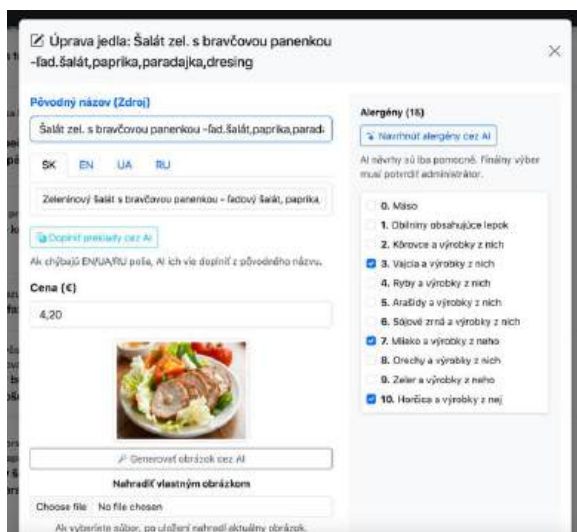 Úprava jedla: Šalát zel. s bravčovou panenkou
-ľad.šalát,paprika,paradajka,dresing
Pôvodný názov (Zdroj)
Šalát zel. s bravčovou panenkou -ľad.šalát,paprika,parad
SK EN UA RU
Zeleninový šalát s bravčovou panenkou - ľadový šalát, paprika,
Doplniť preklady cez AI
Ak chýbajú EN/UA/RU polia, AI ich vie doplniť z pôvodného názvu.
Cena (€)
4,20
Generovať obrázok cez AI
Nahradiť vlastným obrázkom
Choose file No file chosen
Ak vyberiete súbor, po uložení nahradí aktuálny obrázok.
Alergény (15)
Navrhnúť alergény cez AI
AI návrhy sú iba pomocné. Finálny výber
musí potvrdiť administrátor.
0. Mäso
1. Obilniny obsahujúce lepok
2. Kôrovce a výrobky z nich
3. Vajcia a výrobky z nich
4. Ryby a výrobky z nich
5. Arašidy a výrobky z nich
6. Sójové zrná a výrobky z nich
7. Mlieko a výrobky z neho
8. Orechy a výrobky z nich
9. Zeler a výrobky z neho
10. Horčica a výrobky z nej